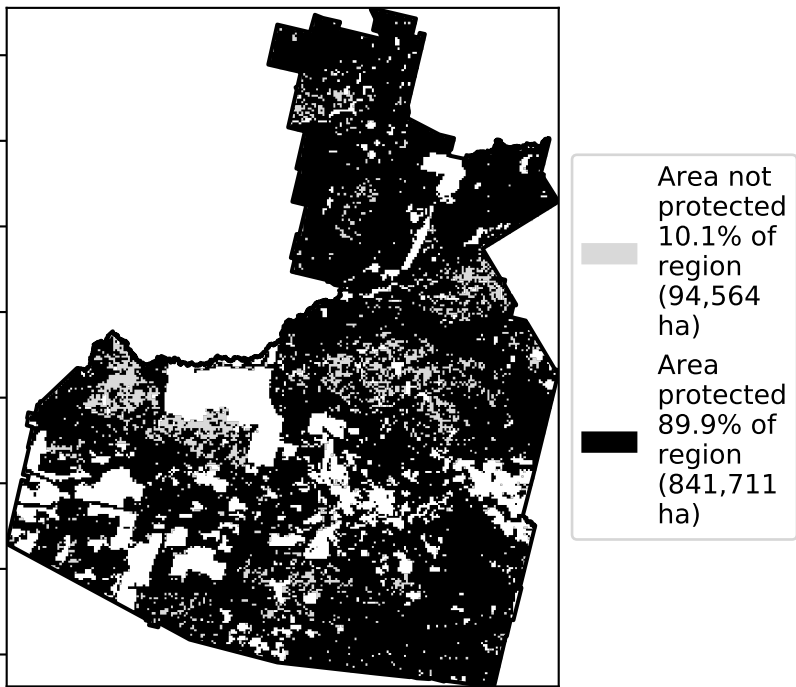 Area not
protected
10.1% of
region
(94,564
ha)
Area
protected
89.9% of
region
(841,711
ha)